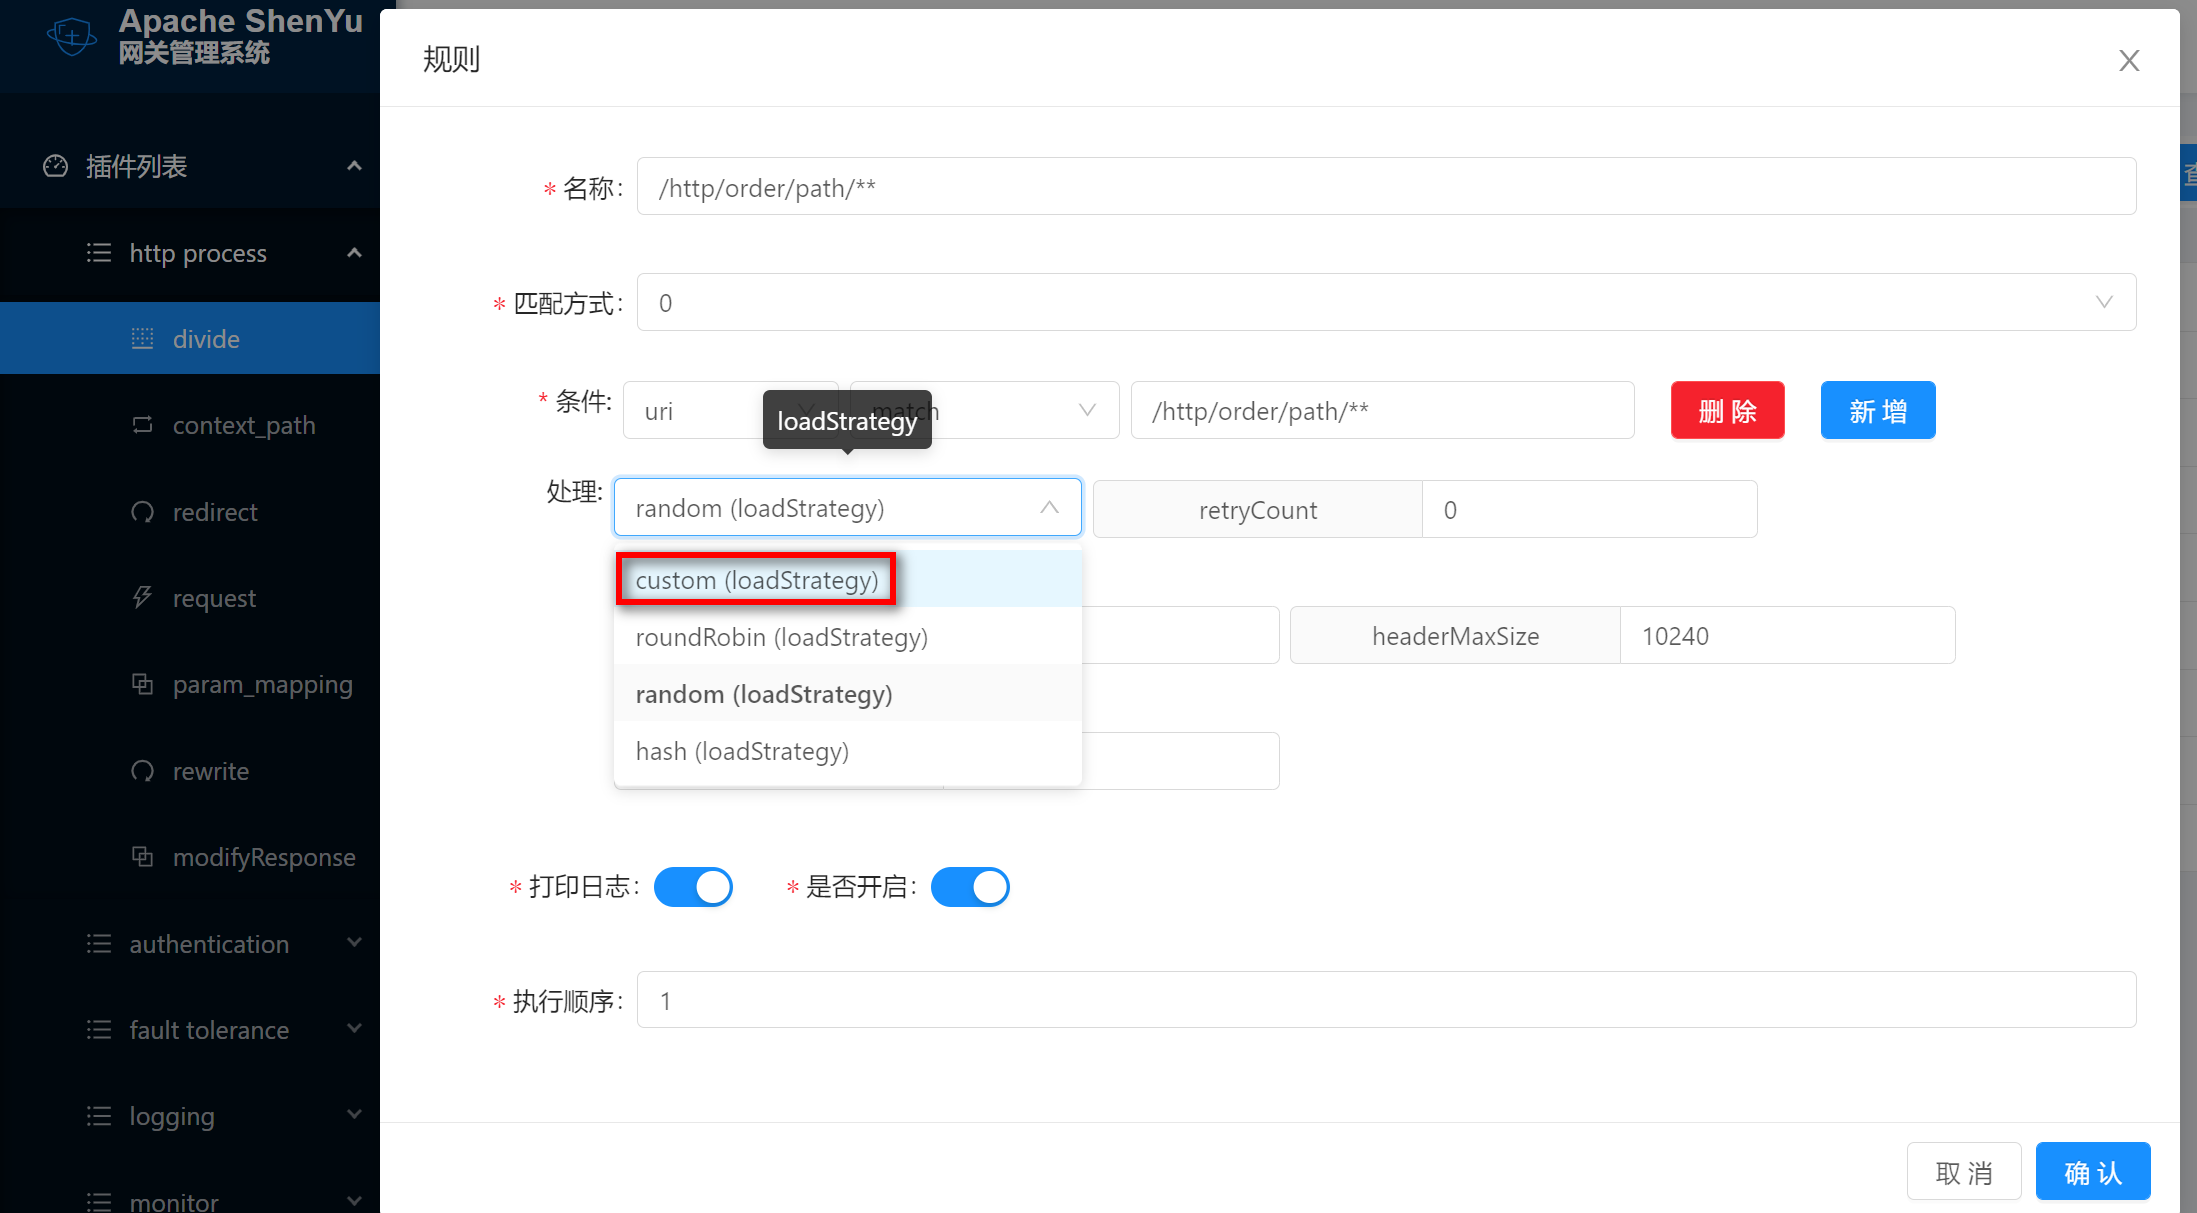 Apache ShenYu
网关管理系统
插件列表
http process
divide
context_path
redirect
request
param_mapping
rewrite
modifyResponse
authentication
fault tolerance
logging
monitor
规则
* 名称: /http/order/path/**
* 匹配方式: 0
* 条件: uri match /http/order/path/** 删 除 新 增
loadStrategy
处理: random (loadStrategy) retryCount 0
custom (loadStrategy)
roundRobin (loadStrategy)
random (loadStrategy)
hash (loadStrategy)
headerMaxSize 10240
* 打印日志: * 是否开启:
* 执行顺序: 1
取 消 确 认